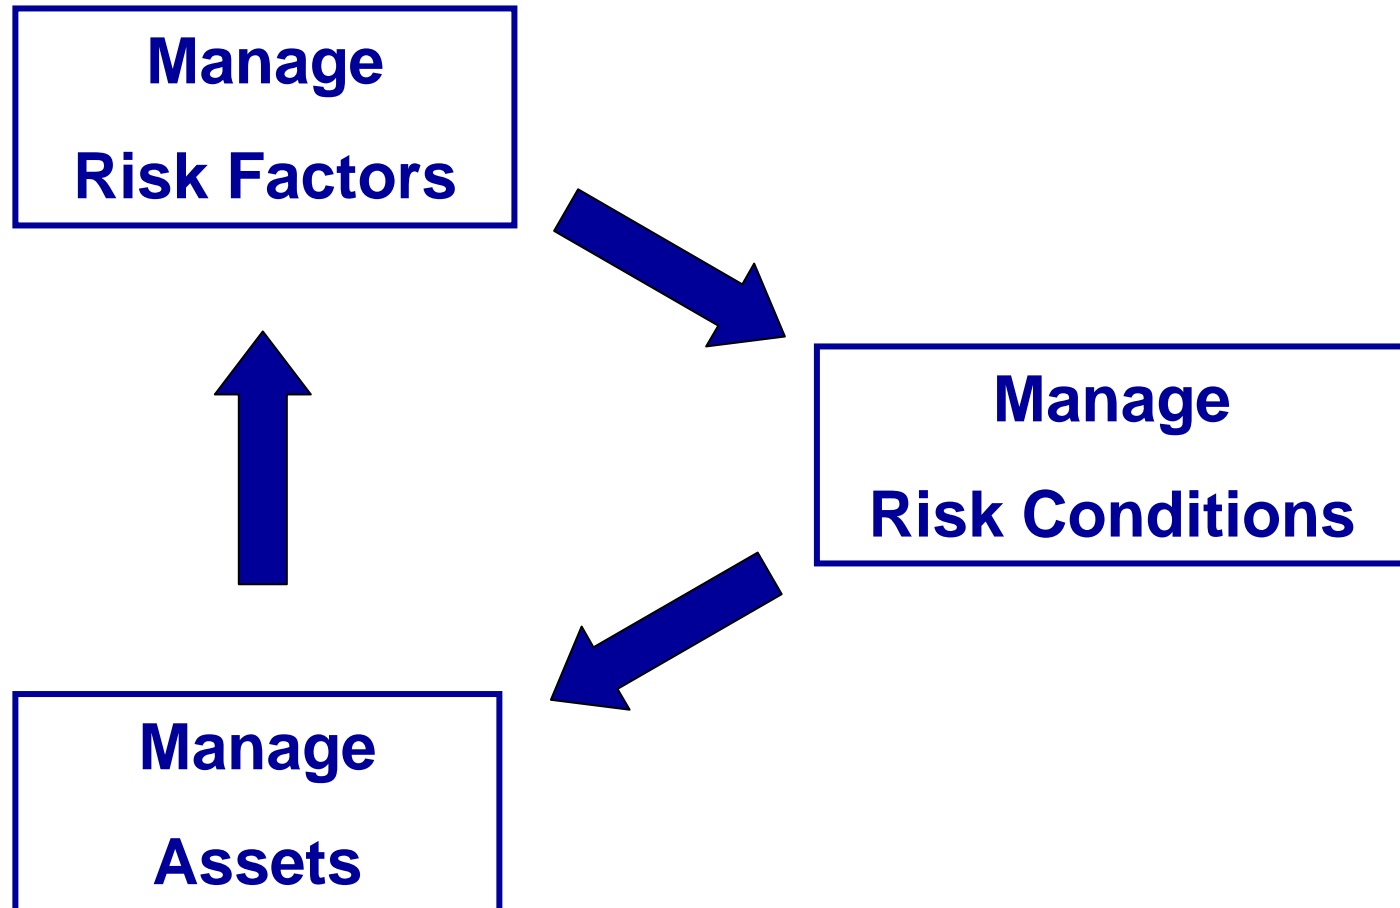 Manage
Risk Factors
Manage
Risk Conditions
Manage
Assets